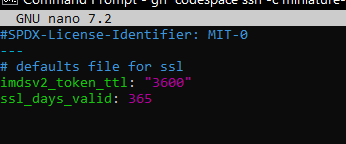 Command Prompt - gh codespace ssh -c miniature-
GNU nano 7.2
#SPDX-License-Identifier: MIT-0
---
# defaults file for ssl
imdsv2_token_ttl: "3600"
ssl_days_valid: 365